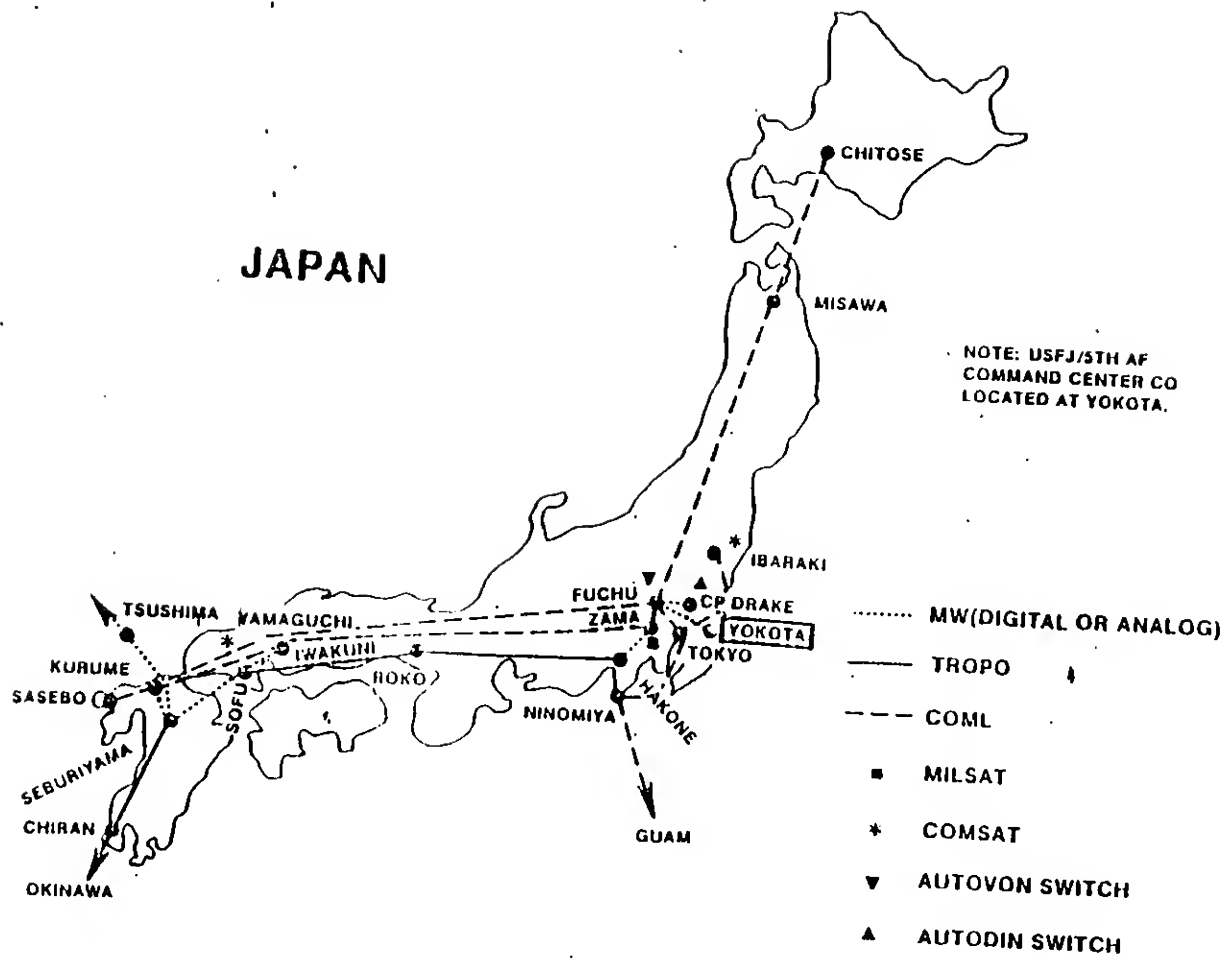 JAPAN
CHITOSE
MISAWA
NOTE: USFJ/5TH AF
COMMAND CENTER CO
LOCATED AT YOKOTA.
IBARAKI
FUCHU
CP DRAKE
ZAMA
YOKOTA
TOKYO
TSUSHIMA
YAMAGUCHI
KURUME
IWAKUNI
ROKO
SASEBO
SOFU
NINOMIYA
HAKONE
SEBURIYAMA
CHIRAN
OKINAWA
GUAM
MW(DIGITAL OR ANALOG)
TROPO
COML
MILSAT
COMSAT
AUTOVON SWITCH
AUTODIN SWITCH